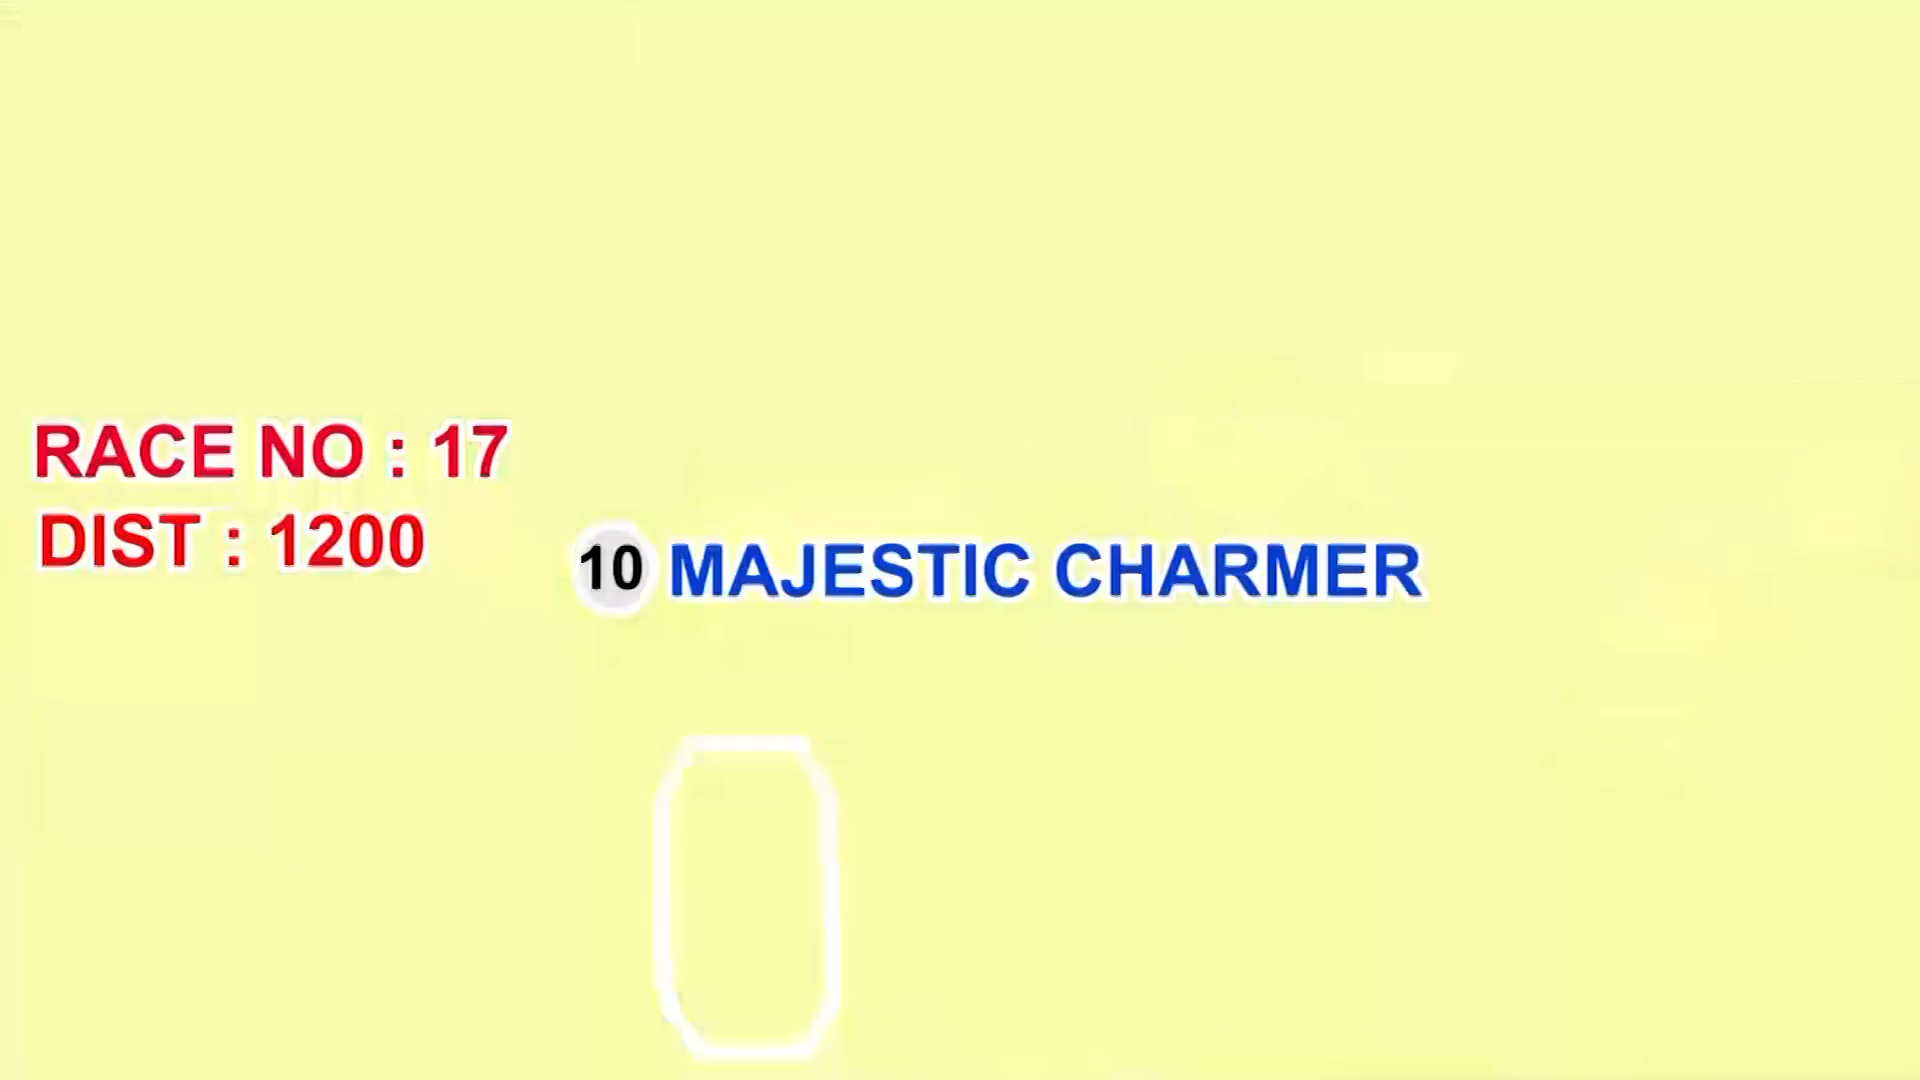 RACE NO : 17
DIST : 1200
10 MAJESTIC CHARMER